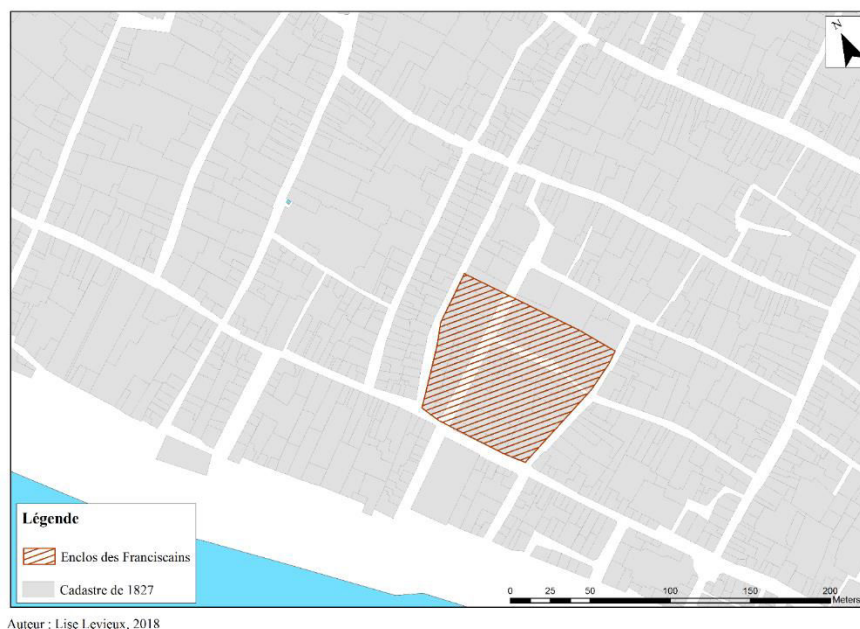 N
Légende
Enclos des Franciscains
Cadastre de 1827
0 25 50 100 150 200
Meters
Auteur : Lise Levieux, 2018